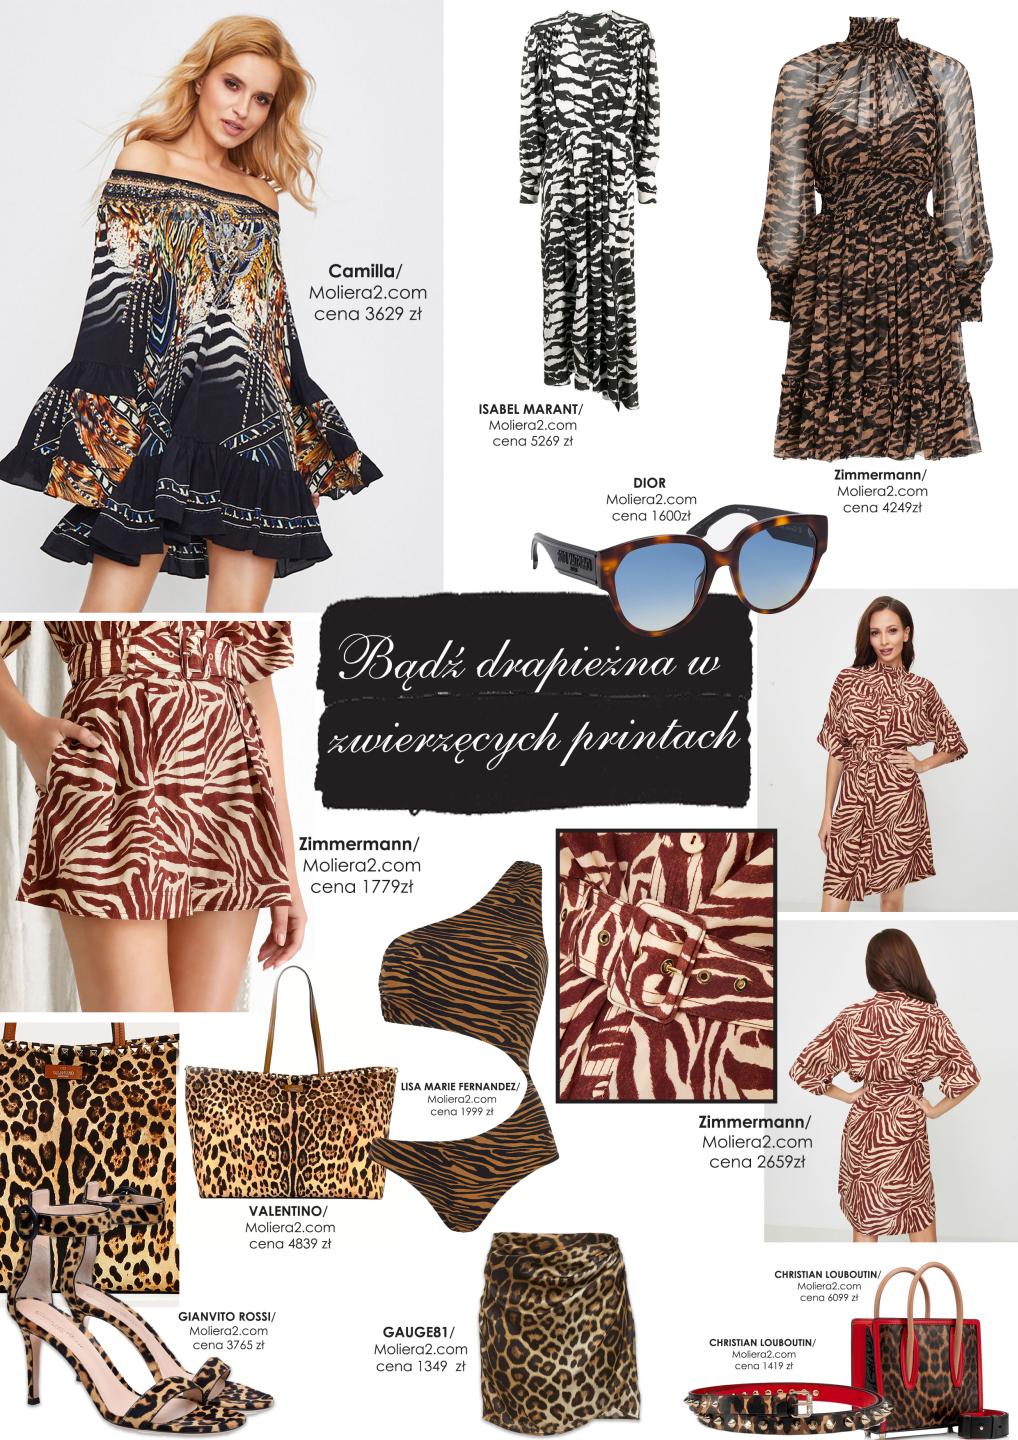 Camilla/
Moliera2.com
cena 3629 zł
ISABEL MARANT/
Moliera2.com
cena 5269 zł
Zimmermann/
Moliera2.com
cena 4249zł
DIOR
Moliera2.com
cena 1600zł
Bądź drapieżna w
zwierzęcych printach
Zimmermann/
Moliera2.com
cena 1779zł
LISA MARIE FERNANDEZ/
Moliera2.com
cena 1999 zł
Zimmermann/
Moliera2.com
cena 2659zł
VALENTINO
VALENTINO/
Moliera2.com
cena 4839 zł
GIANVITO ROSSI/
Moliera2.com
cena 3765 zł
GAUGE81/
Moliera2.com
cena 1349 zł
CHRISTIAN LOUBOUTIN/
Moliera2.com
cena 6099 zł
CHRISTIAN LOUBOUTIN/
Moliera2.com
cena 1419 zł